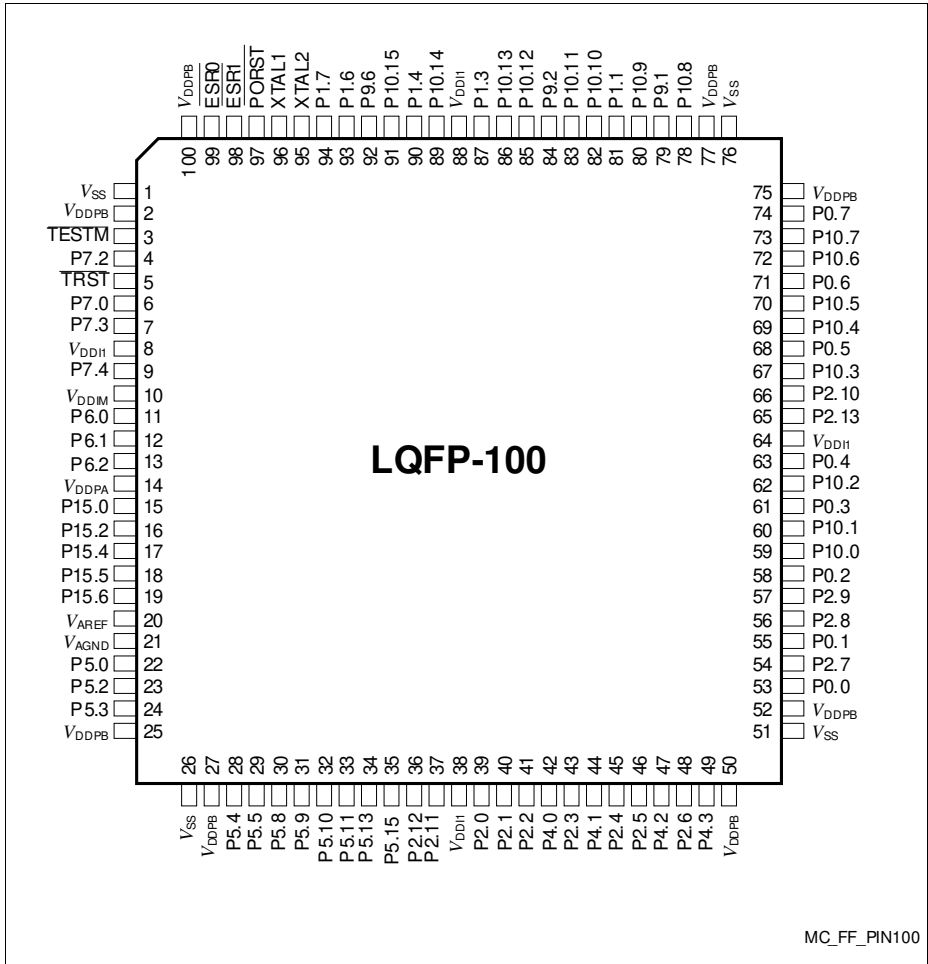 VDDPB
ESR0
ESR1
PORST
XTAL1
XTAL2
P1.7
P1.6
P9.6
P10.15
P1.4
P10.14
VDDI1
P1.3
P10.13
P10.12
P9.2
P10.11
P10.10
P1.1
P10.9
P9.1
P10.8
VDDPB
VSS
100
99
98
97
96
95
94
93
92
91
90
89
88
87
86
85
84
83
82
81
80
79
78
77
76
VSS 1
VDDPB 2
TESTM 3
P7.2 4
TRST 5
P7.0 6
P7.3 7
VDDI1 8
P7.4 9
VDDIM 10
P6.0 11
P6.1 12
P6.2 13
VDDPA 14
P15.0 15
P15.2 16
P15.4 17
P15.5 18
P15.6 19
VAREF 20
VAGND 21
P5.0 22
P5.2 23
P5.3 24
VDDPB 25
LQFP-100
75 VDDPB
74 P0.7
73 P10.7
72 P10.6
71 P0.6
70 P10.5
69 P10.4
68 P0.5
67 P10.3
66 P2.10
65 P2.13
64 VDDI1
63 P0.4
62 P10.2
61 P0.3
60 P10.1
59 P10.0
58 P0.2
57 P2.9
56 P2.8
55 P0.1
54 P2.7
53 P0.0
52 VDDPB
51 VSS
26
27
28
29
30
31
32
33
34
35
36
37
38
39
40
41
42
43
44
45
46
47
48
49
50
VSS
VDDPB
P5.4
P5.5
P5.8
P5.9
P5.10
P5.11
P5.13
P5.15
P2.12
P2.11
VDDI1
P2.0
P2.1
P2.2
P4.0
P2.3
P4.1
P2.4
P2.5
P4.2
P2.6
P4.3
VDDPB
MC_FF_PIN100